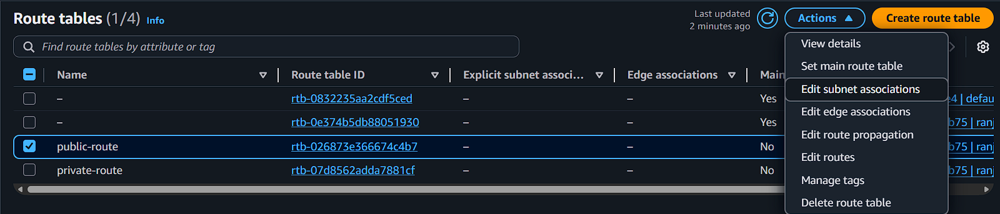 Route tables (1/4) Info
Last updated
2 minutes ago
Actions
Create route table
Find route tables by attribute or tag
Name Route table ID Explicit subnet associ... Edge associations Main
– rtb-0832235aa2cdf5ced – – Yes e4 | defau
– rtb-0e374b5db88051930 – – Yes b75 | ranj
public-route rtb-026873e366674c4b7 – – No b75 | ranj
private-route rtb-07d8562adda7881cf – – No b75 | ranj
View details
Set main route table
Edit subnet associations
Edit edge associations
Edit route propagation
Edit routes
Manage tags
Delete route table